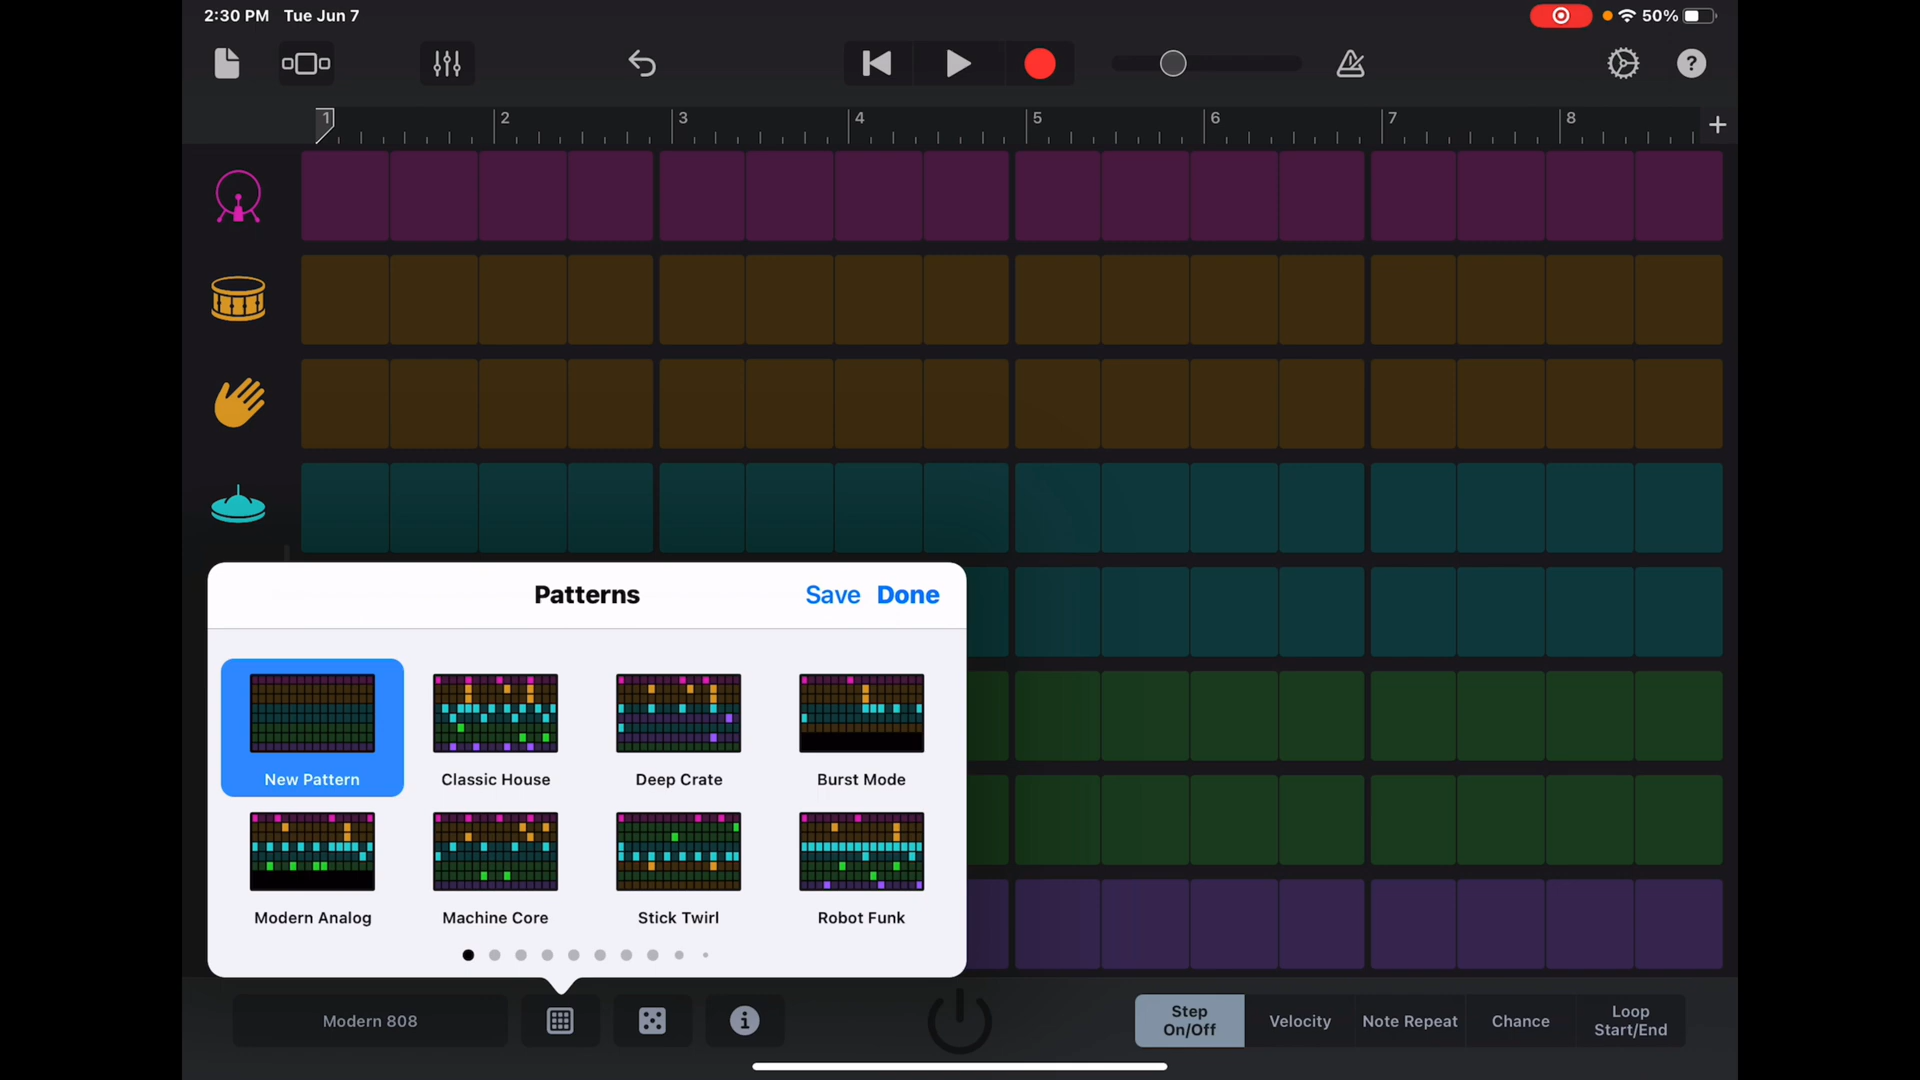 2:30 PM Tue Jun 7
50%
?
1 2 3 4 5 6 7 8 +
Patterns Save Done
New Pattern Classic House Deep Crate Burst Mode
Modern Analog Machine Core Stick Twirl Robot Funk
Modern 808
Step On/Off
Velocity Note Repeat Chance
Loop Start/End